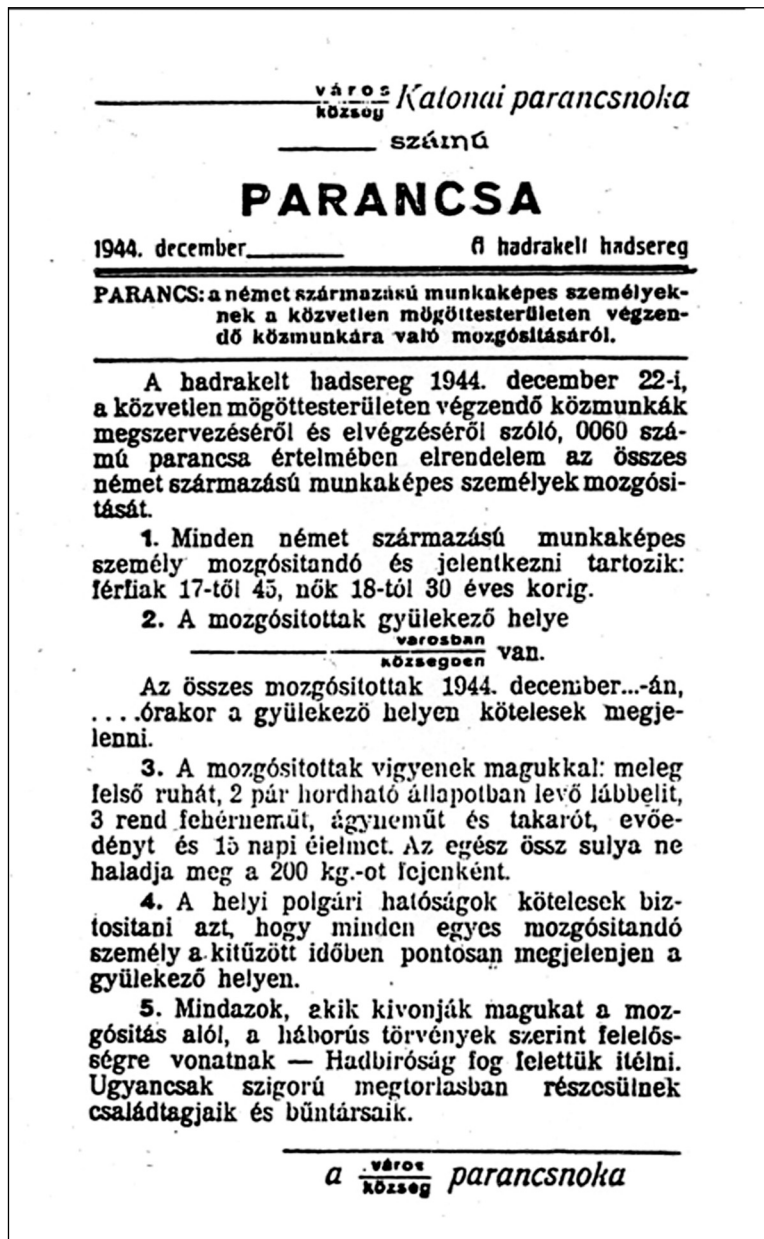 város
község Katonai parancsnoka
számú
PARANCSA
1944. december A hadrakelt hadsereg
PARANCS: a német származású munkaképes személyek-
nek a közvetlen mögöttesterületen végzen-
dő közmunkára való mozgósitásáról.
A hadrakelt hadsereg 1944. december 22-i,
a közvetlen mögöttesterületen végzendő közmunkák
megszervezéséről és elvégzéséről szóló, 0060 szá-
mú parancsa értelmében elrendelem az összes
német származású munkaképes személyek mozgósi-
tását.
1. Minden német származású munkaképes
személy mozgósitandó és jelentkezni tartozik:
férfiak 17-től 45, nők 18-tól 30 éves korig.
2. A mozgósitottak gyülekező helye
városban
községben van.
Az összes mozgósitottak 1944. december...-án,
....órakor a gyülekező helyen kötelesek megje-
lenni.
3. A mozgósitottak vigyenek magukkal: meleg
felső ruhát, 2 pár hordható állapotban levő lábbelit,
3 rend fehérneműt, ágyneműt és takarót, evőe-
dényt és 15 napi élelmet. Az egész össz sulya ne
haladja meg a 200 kg.-ot fejenként.
4. A helyi polgári hatóságok kötelesek biz-
tositani azt, hogy minden egyes mozgósitandó
személy a kitűzött időben pontosan megjelenjen a
gyülekező helyen.
5. Mindazok, akik kivonják magukat a moz-
gósitás alól, a háborús törvények szerint felelős-
ségre vonatnak — Hadbiróság fog felettük itélni.
Ugyancsak szigorú megtorlasban részesülnek
családtagjaik és bűntársaik.
a város
község parancsnoka